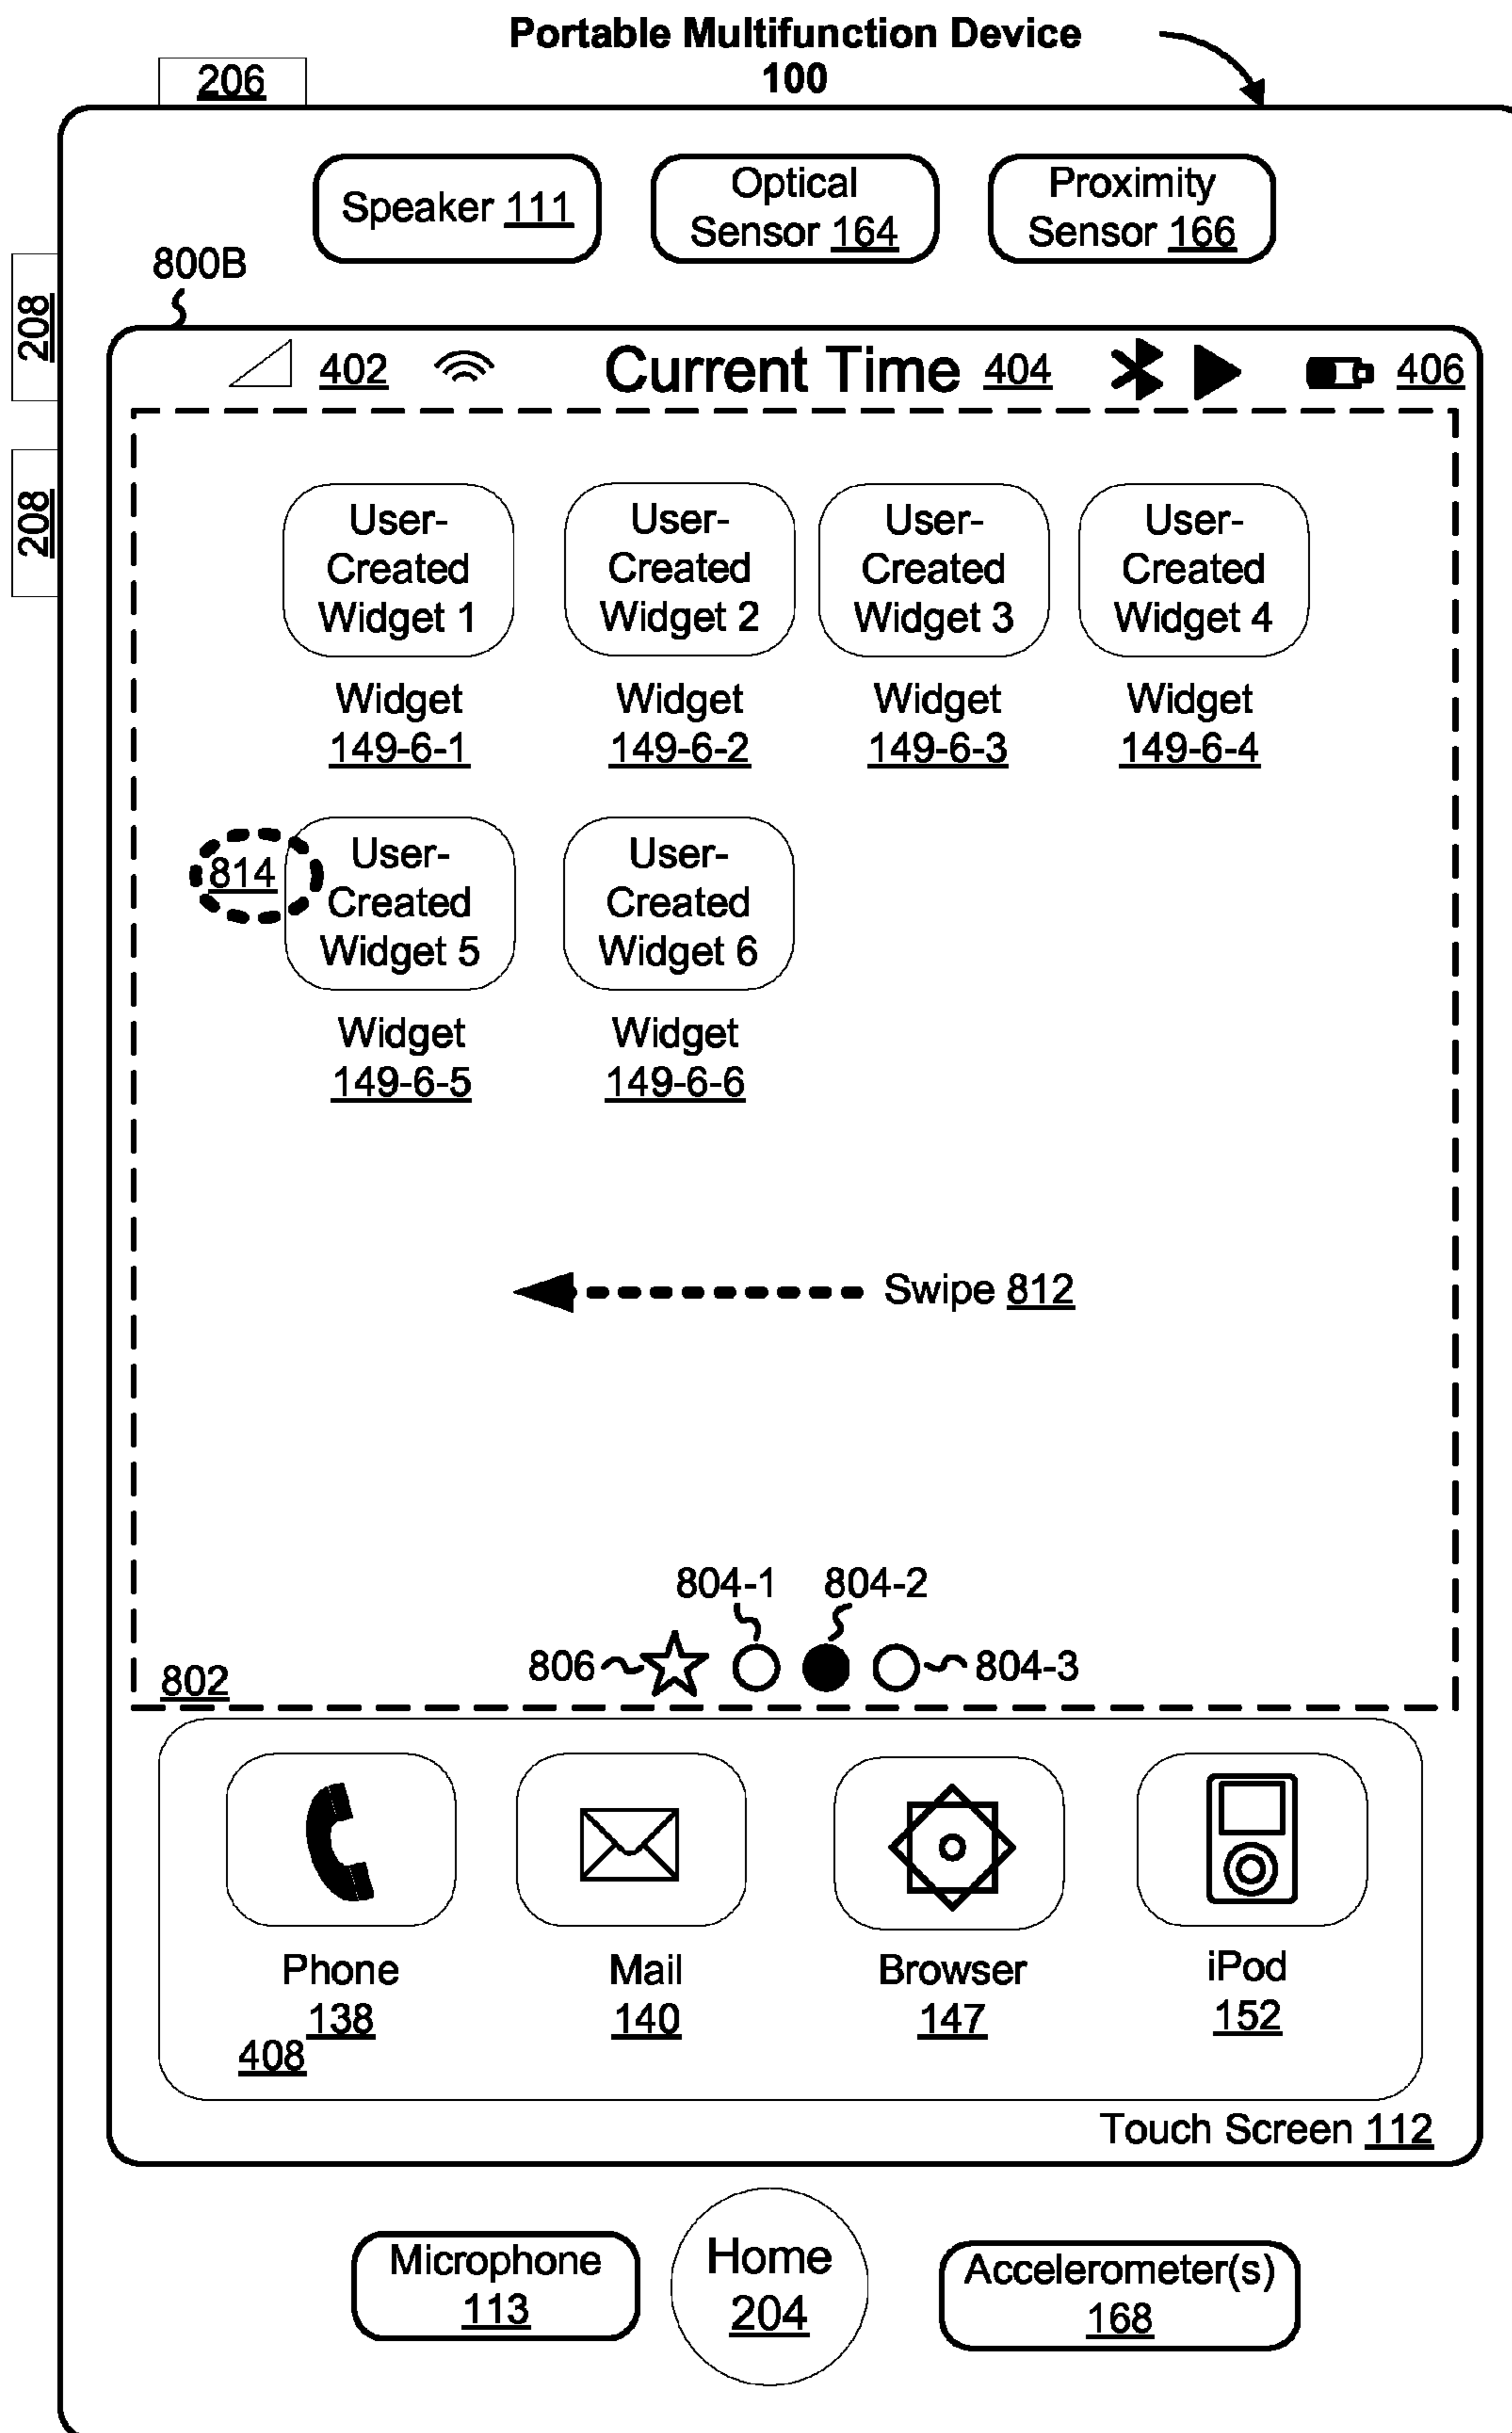 Portable Multifunction Device
100
206
Speaker 111
Optical
Sensor 164
Proximity
Sensor 166
800B
208
208
402
Current Time 404
406
User-
Created
Widget 1
User-
Created
Widget 2
User-
Created
Widget 3
User-
Created
Widget 4
Widget
149-6-1
Widget
149-6-2
Widget
149-6-3
Widget
149-6-4
814
User-
Created
Widget 5
User-
Created
Widget 6
Widget
149-6-5
Widget
149-6-6
Swipe 812
804-1
804-2
806
804-3
802
Phone
138
Mail
140
Browser
147
iPod
152
408
Touch Screen 112
Microphone
113
Home
204
Accelerometer(s)
168